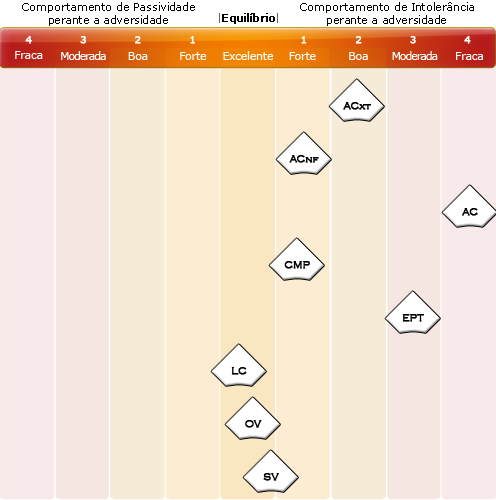 Comportamento de Passividade perante a adversidade
|Equilíbrio|
Comportamento de Intolerância perante a adversidade
4 3 2 1 1 2 3 4
Fraca Moderada Boa Forte Excelente Forte Boa Moderada Fraca
ACXT
ACNF
AC
CMP
EPT
LC
OV
SV